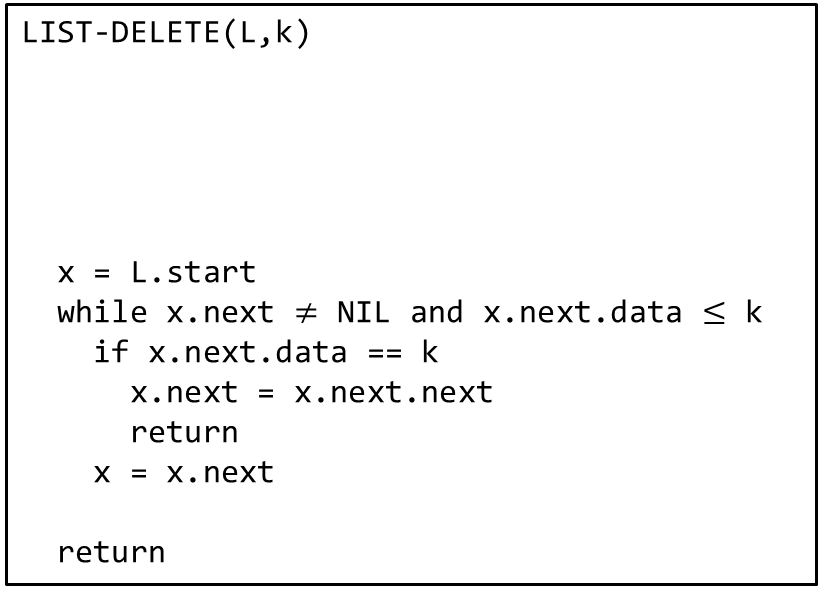 LIST-DELETE(L,k)
x = L.start
while x.next ≠ NIL and x.next.data ≤ k
if x.next.data == k
x.next = x.next.next
return
x = x.next
return